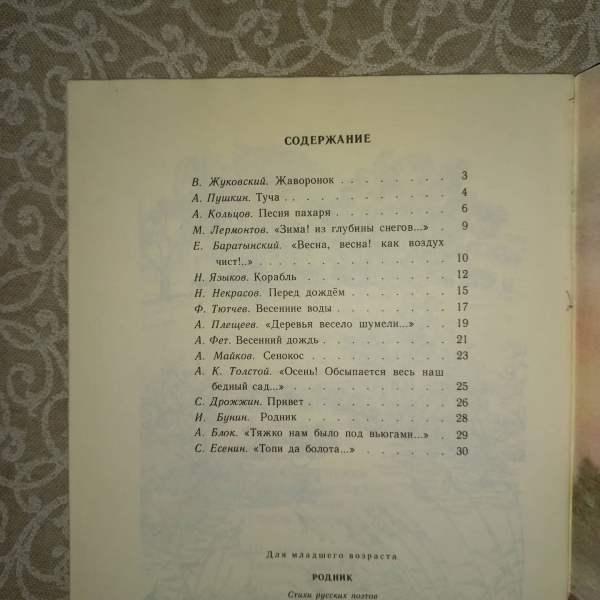 СОДЕРЖАНИЕ
В. Жуковский. Жаворонок . . . . . . . . 3
А. Пушкин. Туча . . . . . . . . . . . . 4
А. Кольцов. Песня пахаря . . . . . . . . 6
М. Лермонтов. «Зима! из глубины снегов...» . 9
Е. Баратынский. «Весна, весна! как воздух
чист!..» . . . . . . . . . . . . 10
Н. Языков. Корабль . . . . . . . . . . 12
Н. Некрасов. Перед дождём . . . . . . . 15
Ф. Тютчев. Весенние воды . . . . . . . . 17
А. Плещеев. «Деревья весело шумели...» . . 19
А. Фет. Весенний дождь . . . . . . . . . 21
А. Майков. Сенокос . . . . . . . . . . 23
А. К. Толстой. «Осень! Обсыпается весь наш
бедный сад...» . . . . . . . . . . 25
С. Дрожжин. Привет . . . . . . . . . . 26
И. Бунин. Родник . . . . . . . . . . 28
А. Блок. «Тяжко нам было под вьюгами...» . 29
С. Есенин. «Топи да болота...» . . . . . . 30
Для младшего возраста
РОДНИК
Стихи русских поэтов